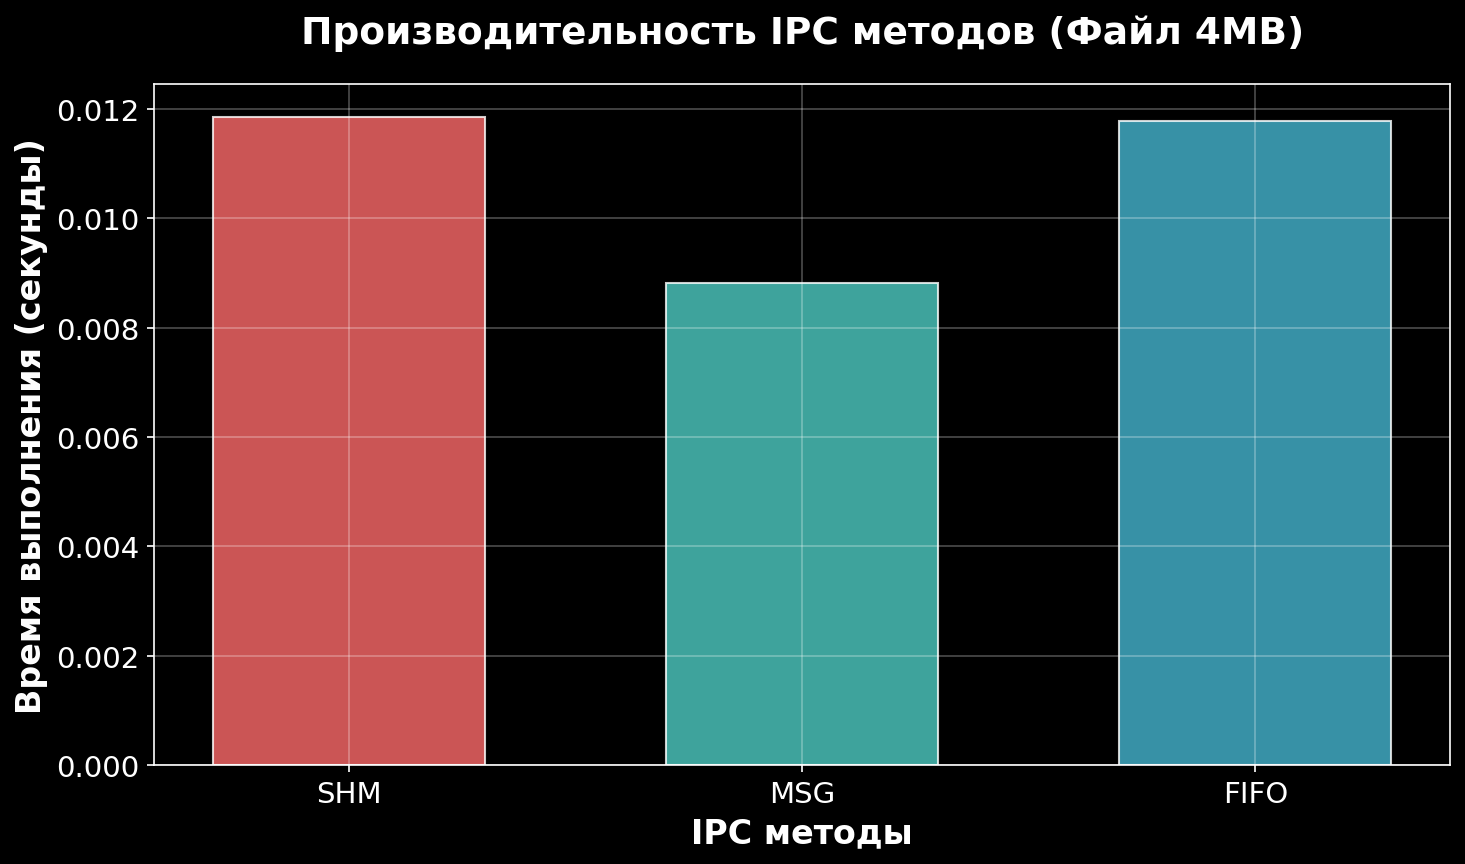 Производительность IPC методов (Файл 4MB)
Время выполнения (секунды)
0.012
0.010
0.008
0.006
0.004
0.002
0.000
SHM
MSG
FIFO
IPC методы